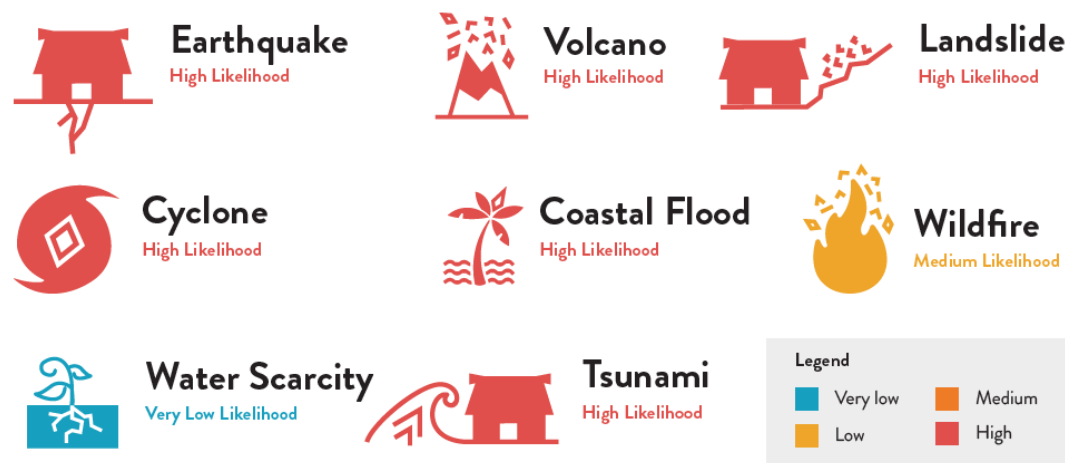 Earthquake
High Likelihood
Volcano
High Likelihood
Landslide
High Likelihood
Cyclone
High Likelihood
Coastal Flood
High Likelihood
Wildfire
Medium Likelihood
Water Scarcity
Very Low Likelihood
Tsunami
High Likelihood
Legend
Very low
Medium
Low
High